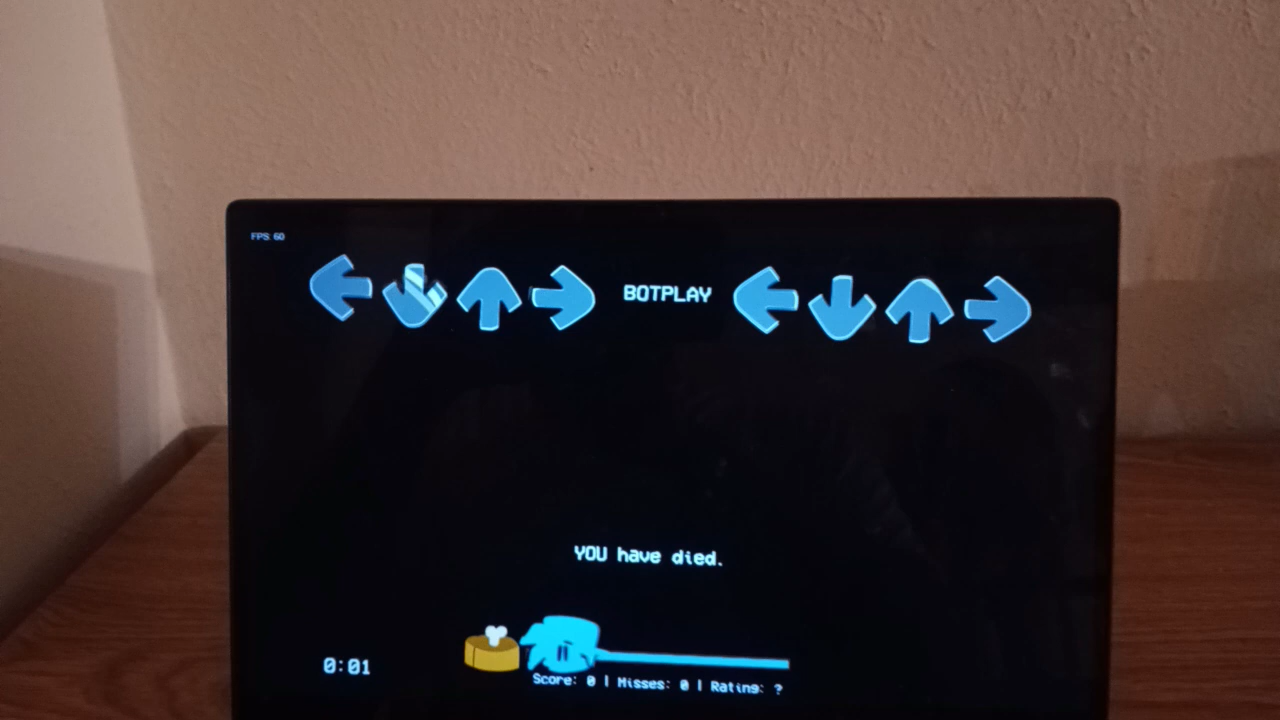 FPS: 60
BOTPLAY
YOU have died.
0:01
Score: 0 | Misses: 0 | Rating: ?